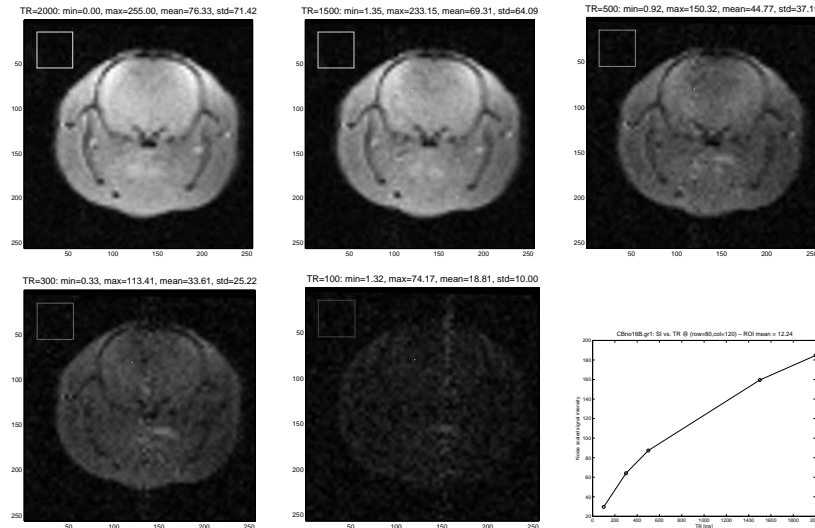 TR=2000: min=0.00, max=255.00, mean=76.33, std=71.42
50
100
150
200
250
50 100 150 200 250
TR=1500: min=1.35, max=233.15, mean=69.31, std=64.09
50
100
150
200
250
50 100 150 200 250
TR=500: min=0.92, max=150.32, mean=44.77, std=37.1
50
100
150
200
250
50 100 150 200
TR=300: min=0.33, max=113.41, mean=33.61, std=25.22
50
100
150
200
250
50 100 150 200 250
TR=100: min=1.32, max=74.17, mean=18.81, std=10.00
50
100
150
200
250
50 100 150 200 250
CBno16B.gr1: SI vs. TR @ (row=80,col=120) − ROI mean = 12.24
Noise scaled signal intensity
200
180
160
140
120
100
80
60
40
20
0 200 400 600 800 1000 1200 1400 1600 1800
TR [ms]